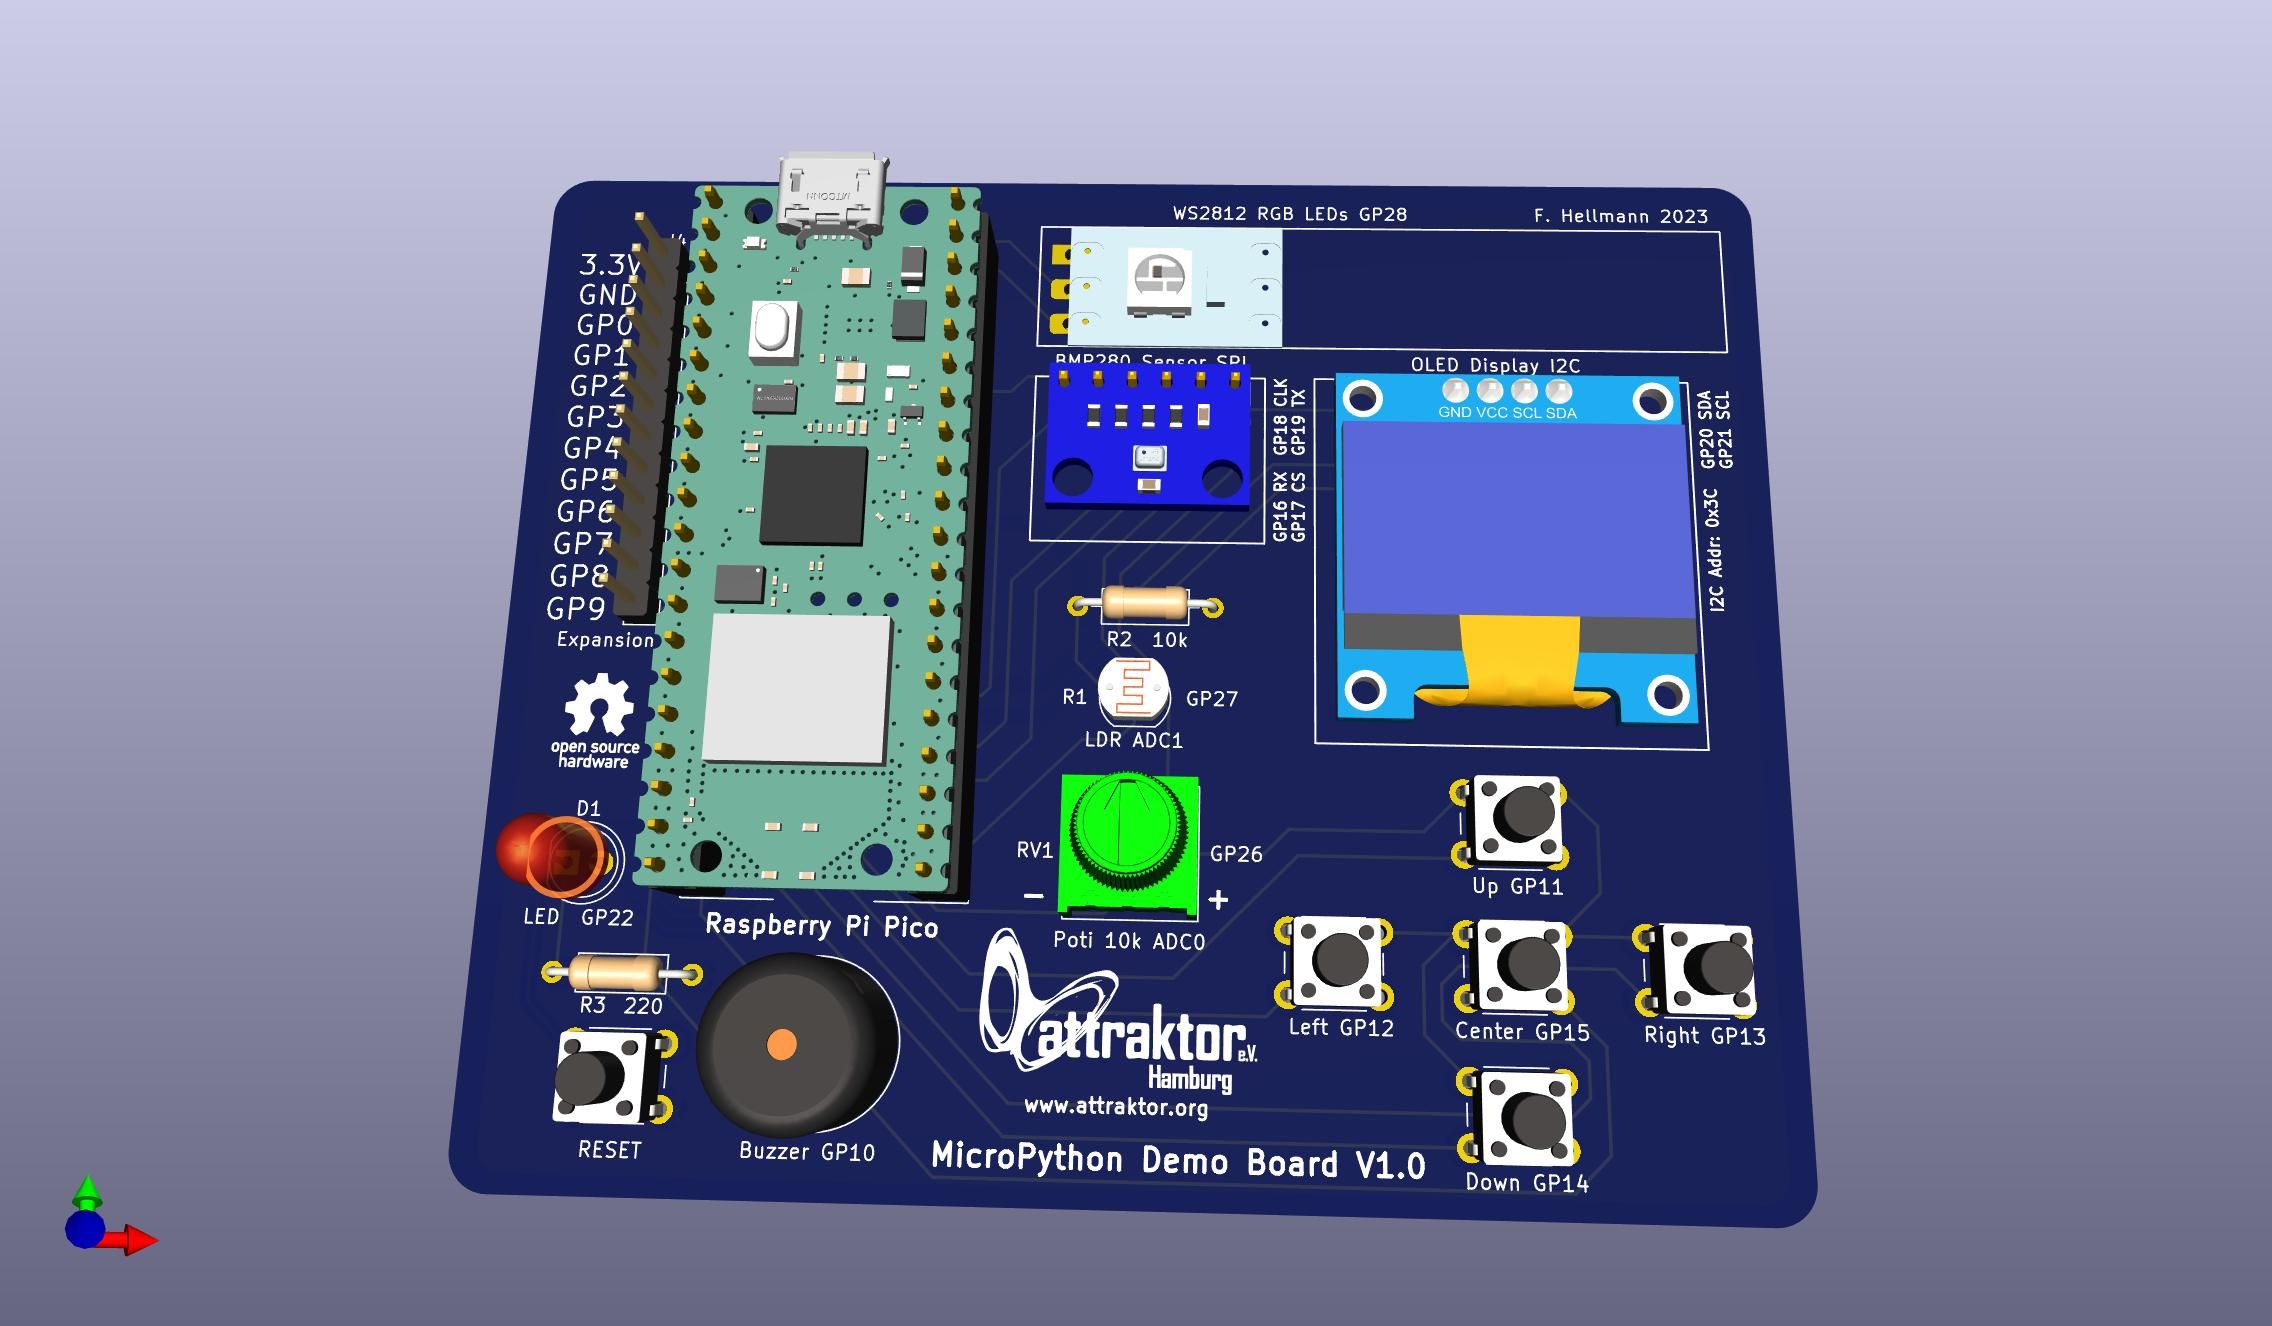 WS2812 RGB LEDs GP28
F. Hellmann 2023
3.3V
GND
GP0
GP1
GP2
GP3
GP4
GP5
GP6
GP7
GP8
GP9
Expansion
open source
hardware
BMP280 Sensor SPI
GP18 CLK
GP19 TX
GP16 RX
GP17 CS
OLED Display I2C
GND VCC SCL SDA
GP20 SDA
GP21 SCL
I2C Addr: 0x3C
R2 10k
R1
GP27
LDR ADC1
RV1
GP26
- +
Poti 10k ADC0
D1
LED GP22
Raspberry Pi Pico
R3 220
RESET
Buzzer GP10
attraktor e.V.
Hamburg
www.attraktor.org
MicroPython Demo Board V1.0
Up GP11
Left GP12
Center GP15
Right GP13
Down GP14